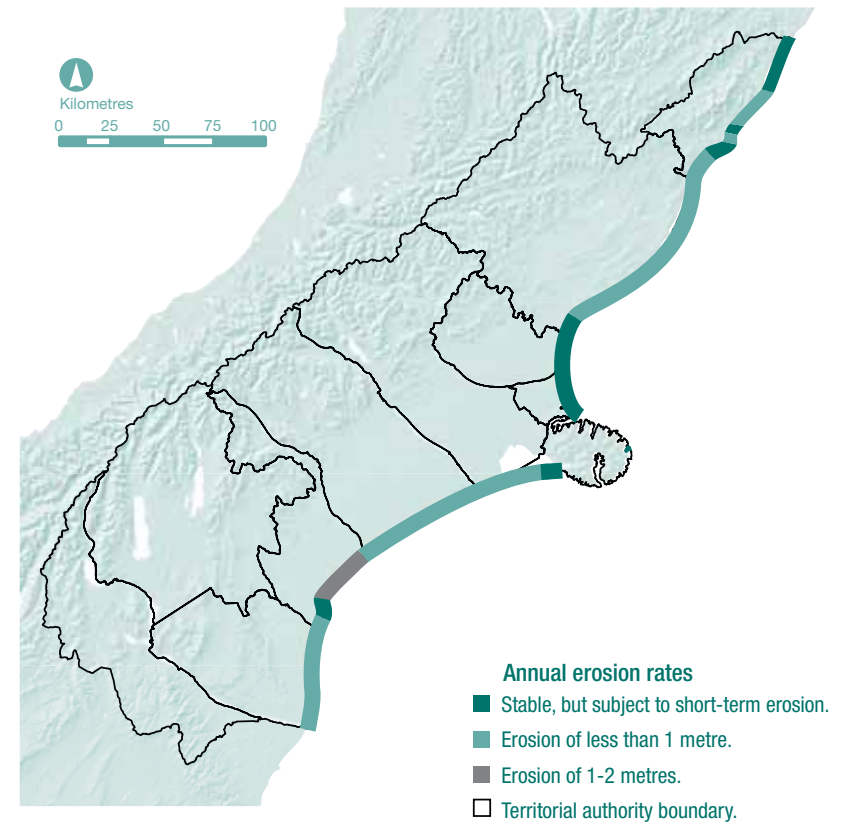 Kilometres
0 25 50 75 100
Annual erosion rates
Stable, but subject to short-term erosion.
Erosion of less than 1 metre.
Erosion of 1-2 metres.
Territorial authority boundary.